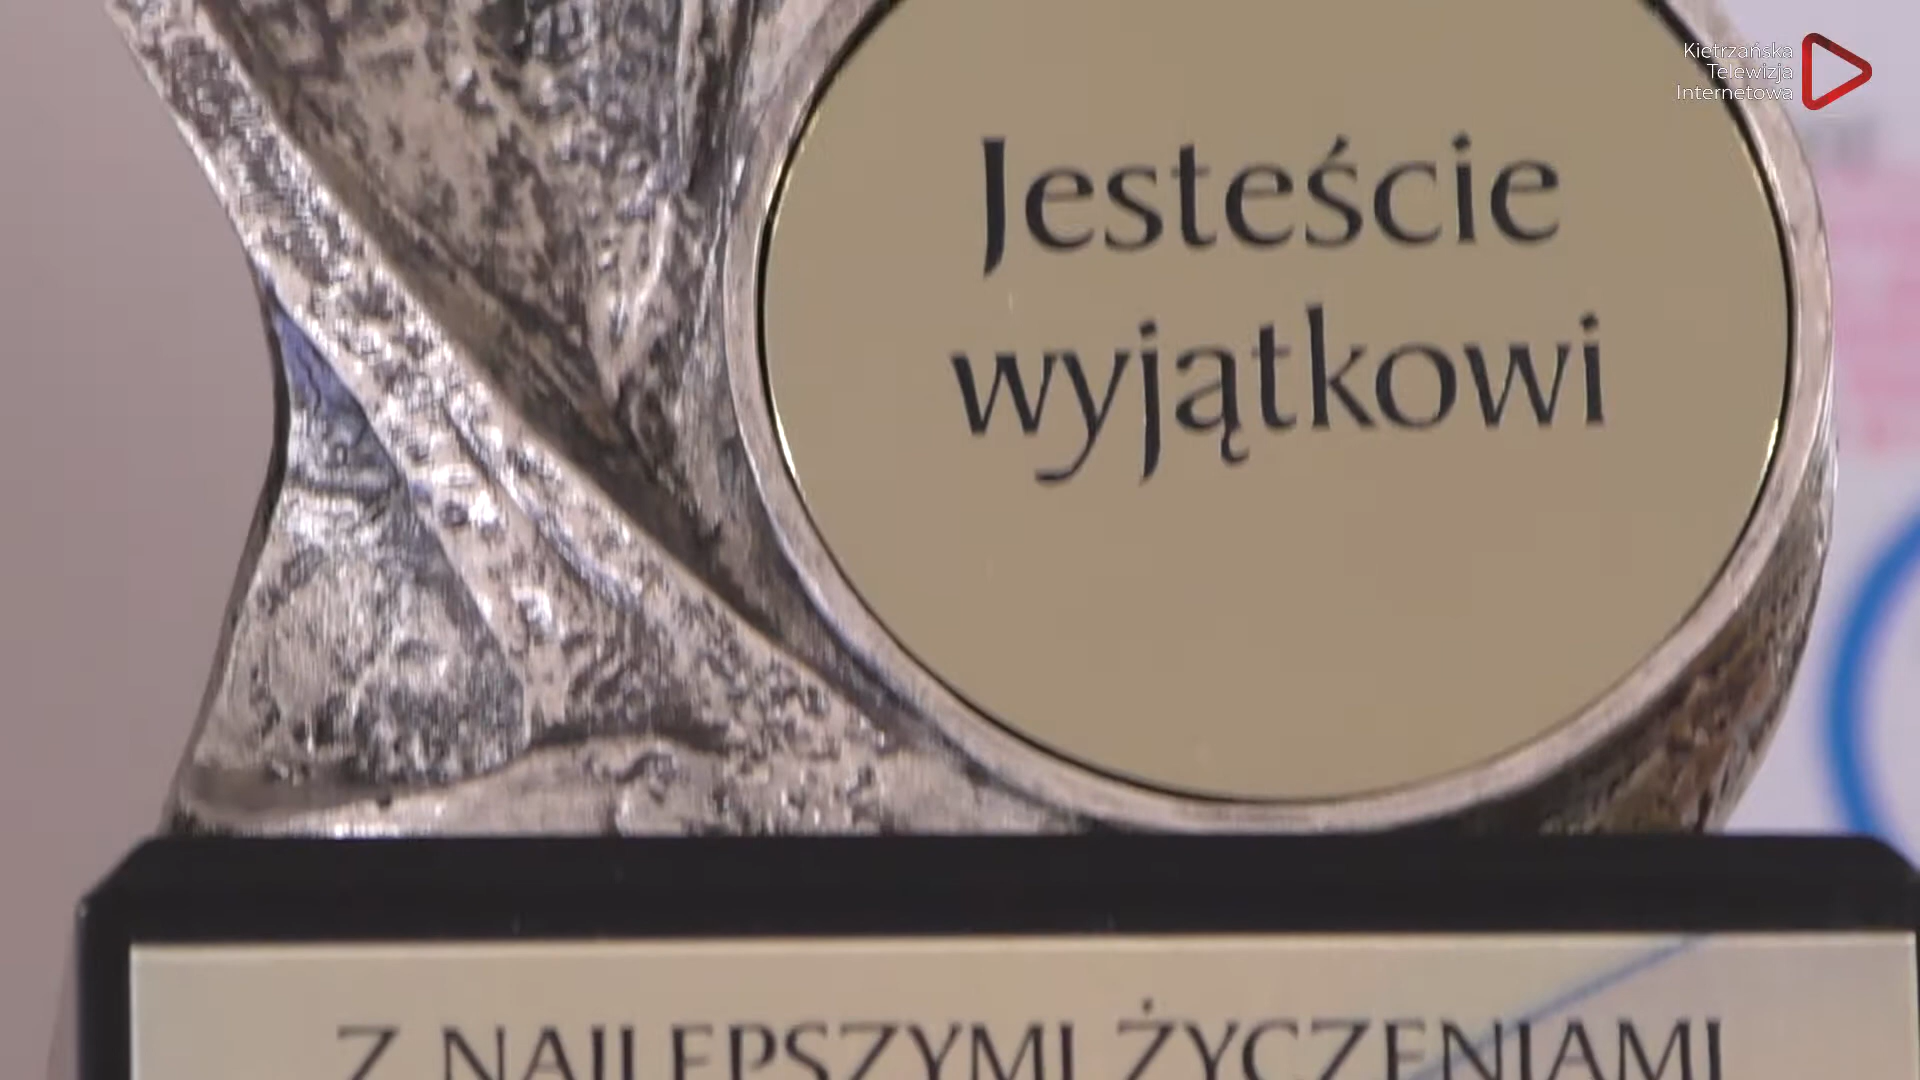 Kietrzańska
Telewizja
Internetowa
Jesteście
wyjątkowi
Z NAJLEPSZYMI ŻYCZENIAMI